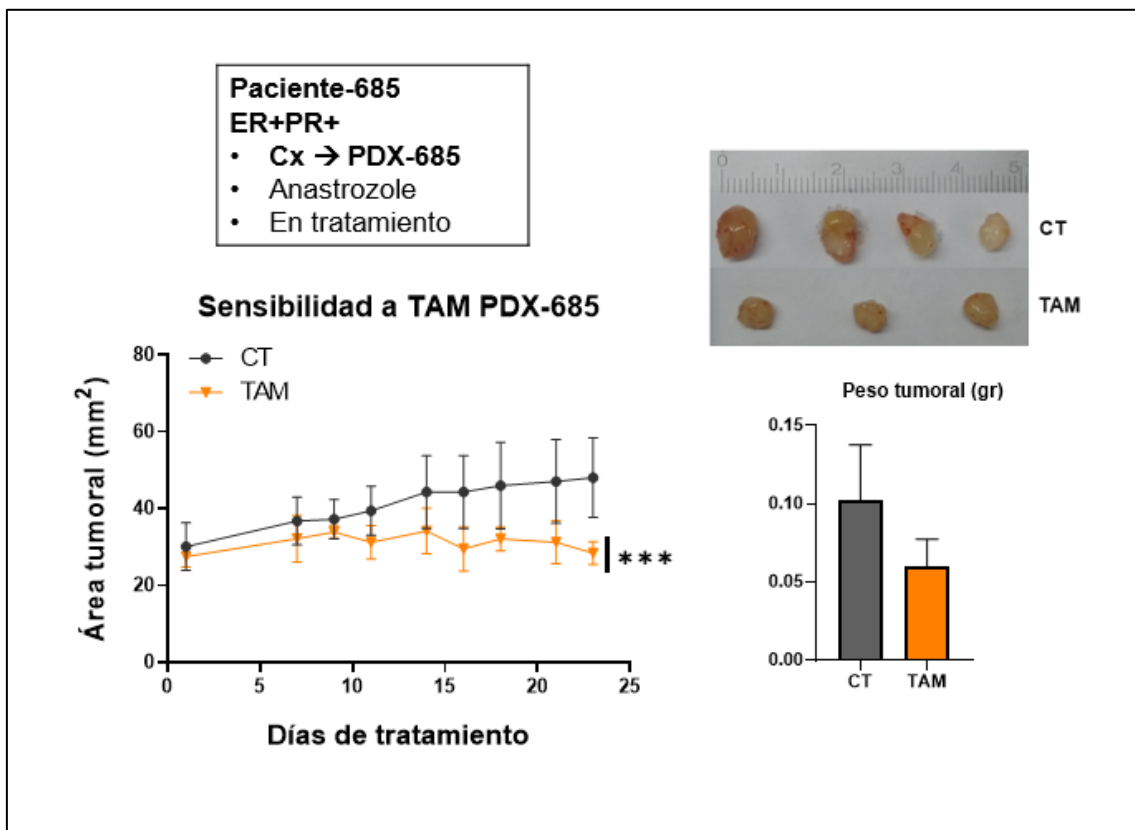 Paciente-685
ER+PR+
• Cx → PDX-685
• Anastrozole
• En tratamiento
0 1 2 3 4 5
CT
TAM
Sensibilidad a TAM PDX-685
CT
TAM
Área tumoral (mm²)
80
60
40
20
0
0 5 10 15 20 25
Días de tratamiento
***
Peso tumoral (gr)
0.15
0.10
0.05
0.00
CT TAM